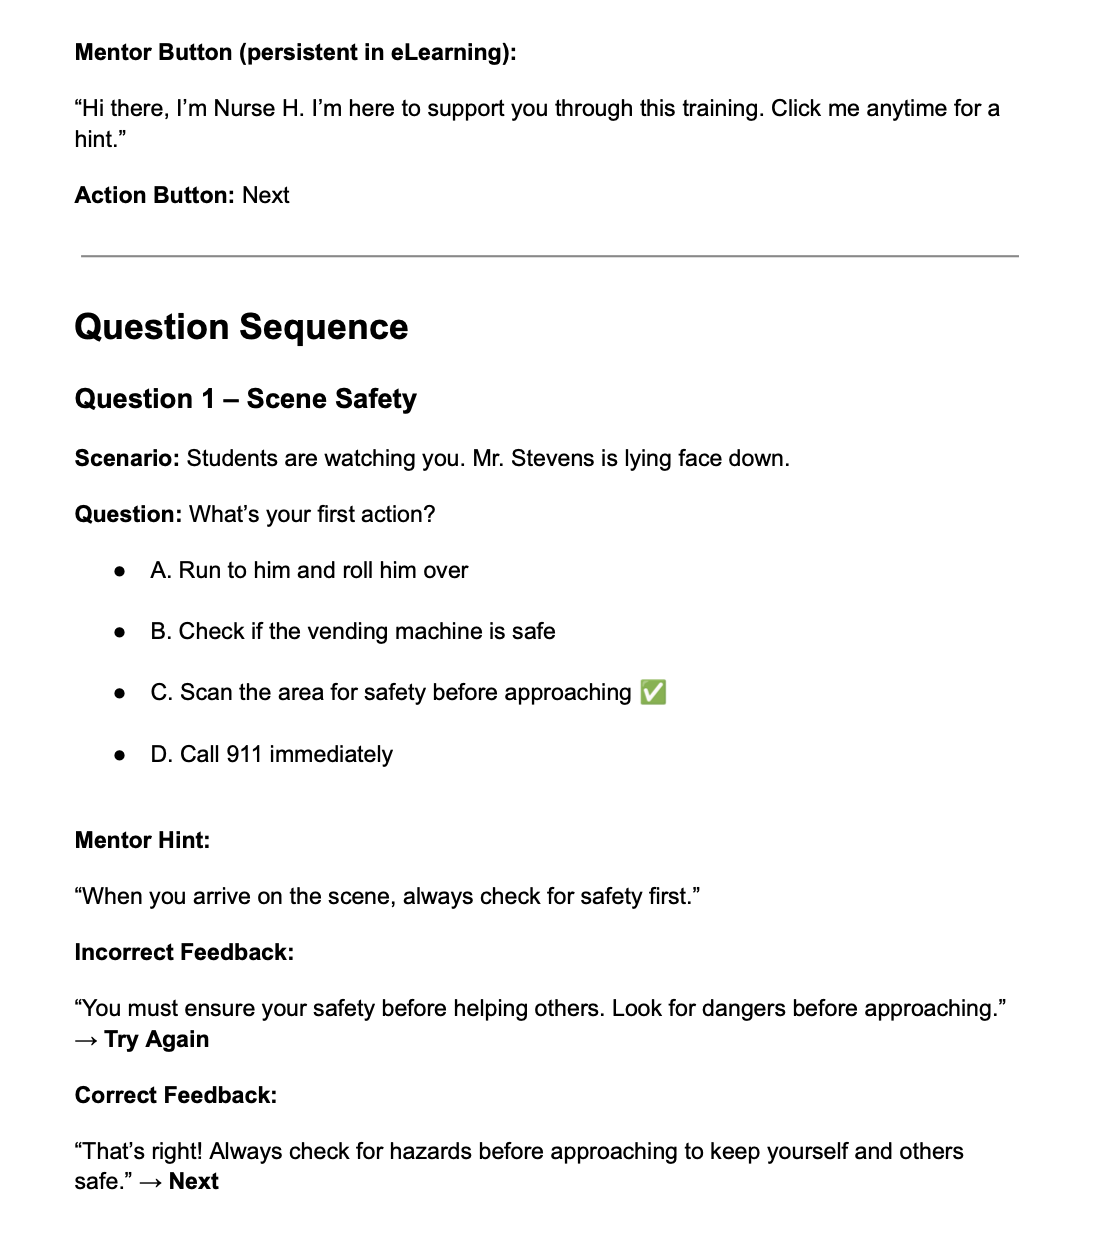 Mentor Button (persistent in eLearning):
“Hi there, I’m Nurse H. I’m here to support you through this training. Click me anytime for a
hint.”
Action Button: Next
Question Sequence
Question 1 – Scene Safety
Scenario: Students are watching you. Mr. Stevens is lying face down.
Question: What’s your first action?
● A. Run to him and roll him over
● B. Check if the vending machine is safe
● C. Scan the area for safety before approaching ✅
● D. Call 911 immediately
Mentor Hint:
“When you arrive on the scene, always check for safety first.”
Incorrect Feedback:
“You must ensure your safety before helping others. Look for dangers before approaching.”
→ Try Again
Correct Feedback:
“That’s right! Always check for hazards before approaching to keep yourself and others
safe.” → Next